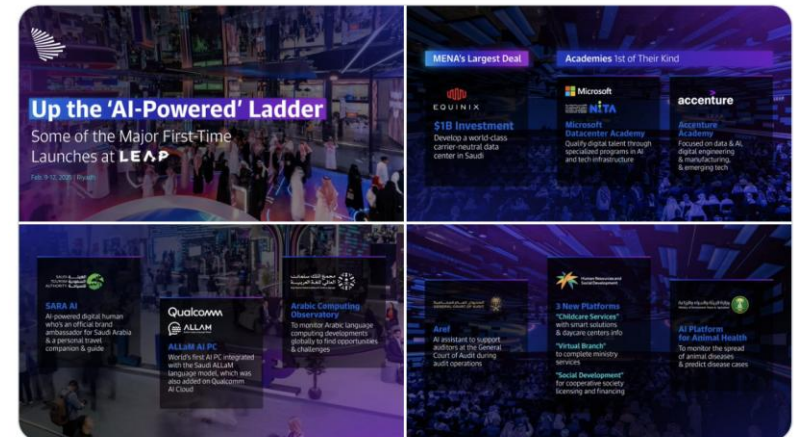 Up the ‘AI-Powered’ Ladder
Some of the Major First-Time
Launches at LEAP
Feb. 9-12, 2025 | Riyadh
MENA's Largest Deal
Academies 1st of Their Kind
EQUINIX
$1B Investment
Develop a world-class
carrier-neutral data
center in Saudi
Microsoft
NITA
Microsoft
Datacenter Academy
Qualify digital talent through
specialized programs in AI
and tech infrastructure
accenture
Accenture
Academy
Focused on data & AI,
digital engineering
& manufacturing,
& emerging tech
SARA AI
AI-powered digital human
who's an official brand
ambassador for Saudi Arabia
& a personal travel
companion & guide
Qualcomm
ALLAM
ALLaM AI PC
World's first AI PC integrated
with the Saudi ALLaM
language model, which was
also added on Qualcomm
AI Cloud
مجمع الملك سلمان
العالمي للغة العربية
Arabic Computing
Observatory
To monitor Arabic language
computing developments
globally to find opportunities
& challenges
Aref
AI assistant to support
auditors at the General
Court of Audit during
audit operations
Human Resources and
Social Development
3 New Platforms
"Childcare Services"
with smart solutions
& daycare centers info
"Virtual Branch"
to complete ministry
services
"Social Development"
for cooperative society
licensing and financing
AI Platform
for Animal Health
To monitor the spread
of animal diseases
& predict disease cases